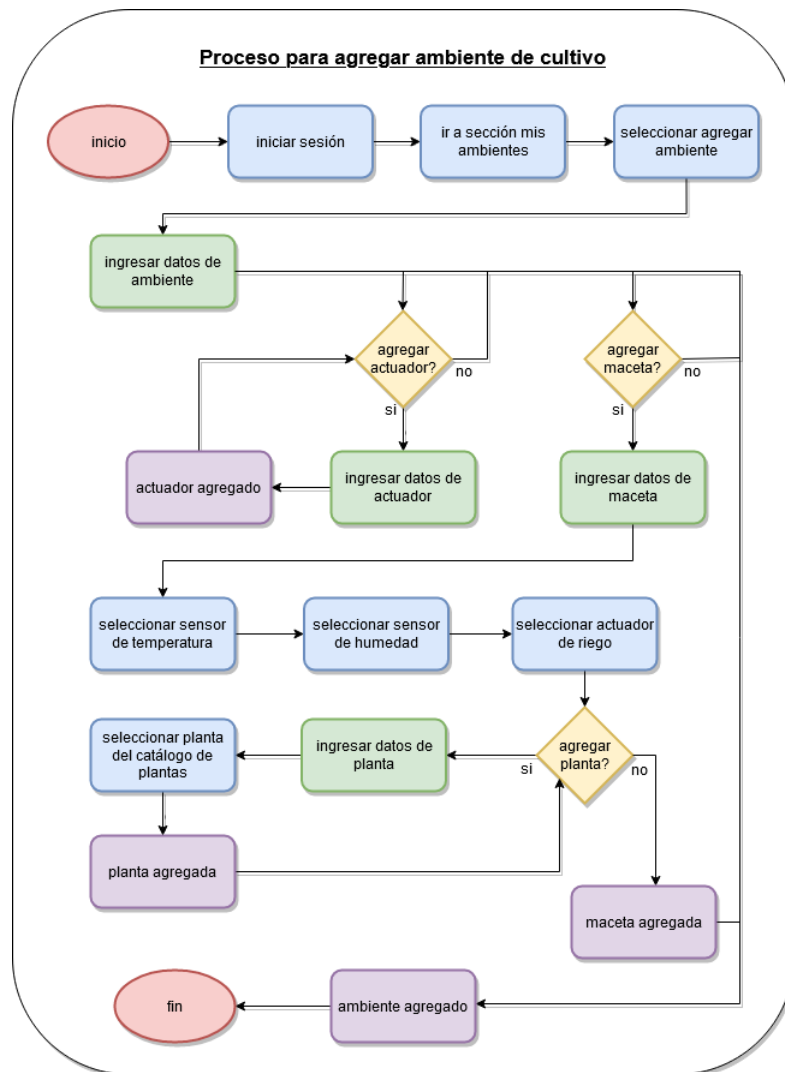 Proceso para agregar ambiente de cultivo
inicio
iniciar sesión
ir a sección mis
ambientes
seleccionar agregar
ambiente
ingresar datos de
ambiente
agregar
actuador?
no
si
agregar
maceta?
no
si
actuador agregado
ingresar datos de
actuador
ingresar datos de
maceta
seleccionar sensor
de temperatura
seleccionar sensor
de humedad
seleccionar actuador
de riego
seleccionar planta
del catálogo de
plantas
ingresar datos de
planta
agregar
planta?
si
no
planta agregada
maceta agregada
fin
ambiente agregado